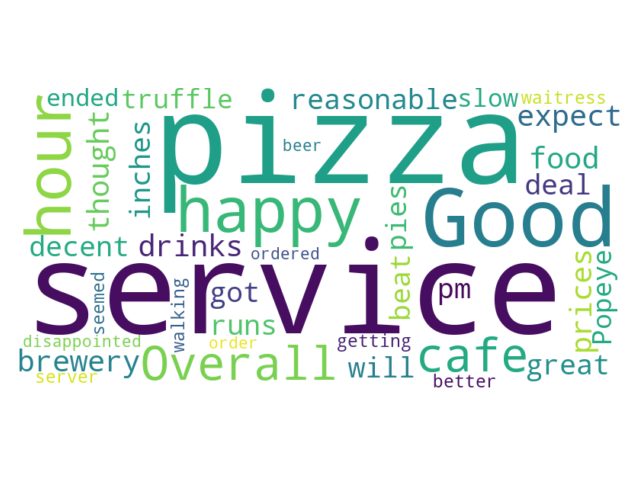 ended
truffle
reasonable
slow
waitress
hour
thought
inches
pizza
beer
expect
food
deal
happy
pies
Good
decent
drinks
ordered
beat
prices
Popeye
service
seemed
walking
got
pm
runs
disappointed
order
getting
brewery
server
Overall
will
cafe
better
great